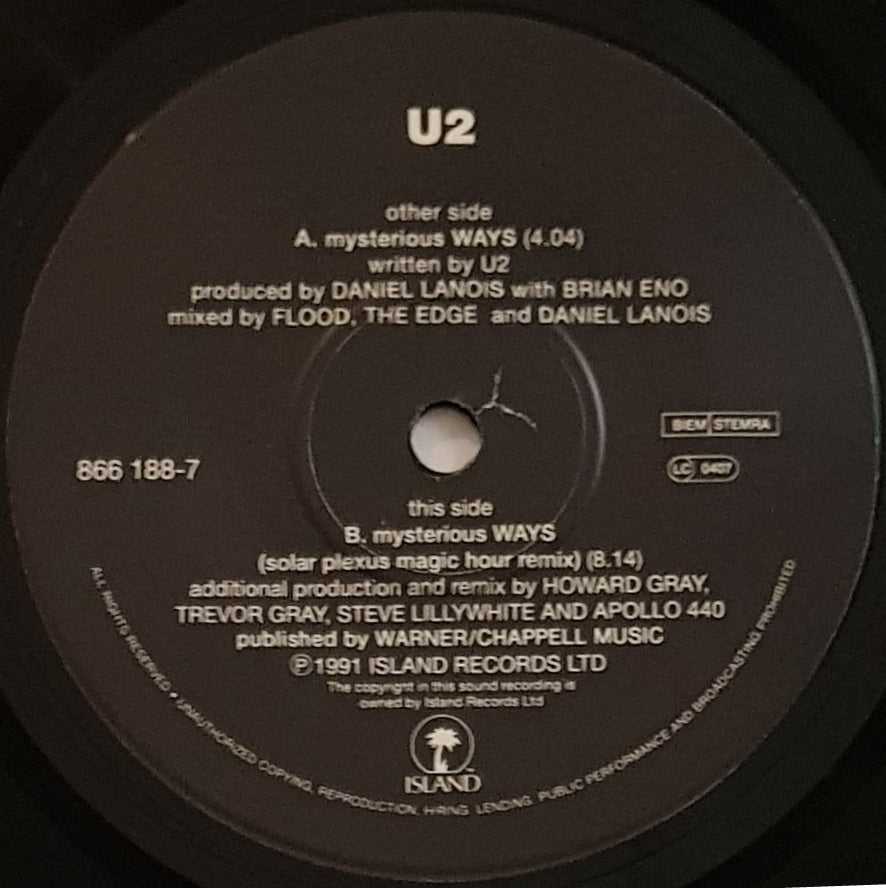 U2
other side
A. mysterious WAYS (4.04)
written by U2
produced by DANIEL LANOIS with BRIAN ENO
mixed by FLOOD, THE EDGE and DANIEL LANOIS
866 188-7
BIEM STEMRA
LC 0407
this side
B. mysterious WAYS
(solar plexus magic hour remix) (8.14)
additional production and remix by HOWARD GRAY,
TREVOR GRAY, STEVE LILLYWHITE AND APOLLO 440
published by WARNER/CHAPPELL MUSIC
℗1991 ISLAND RECORDS LTD
The copyright in this sound recording is
owned by Island Records Ltd
ISLAND
ALL RIGHTS RESERVED • UNAUTHORIZED COPYING, REPRODUCTION, HIRING, LENDING, PUBLIC PERFORMANCE AND BROADCASTING PROHIBITED